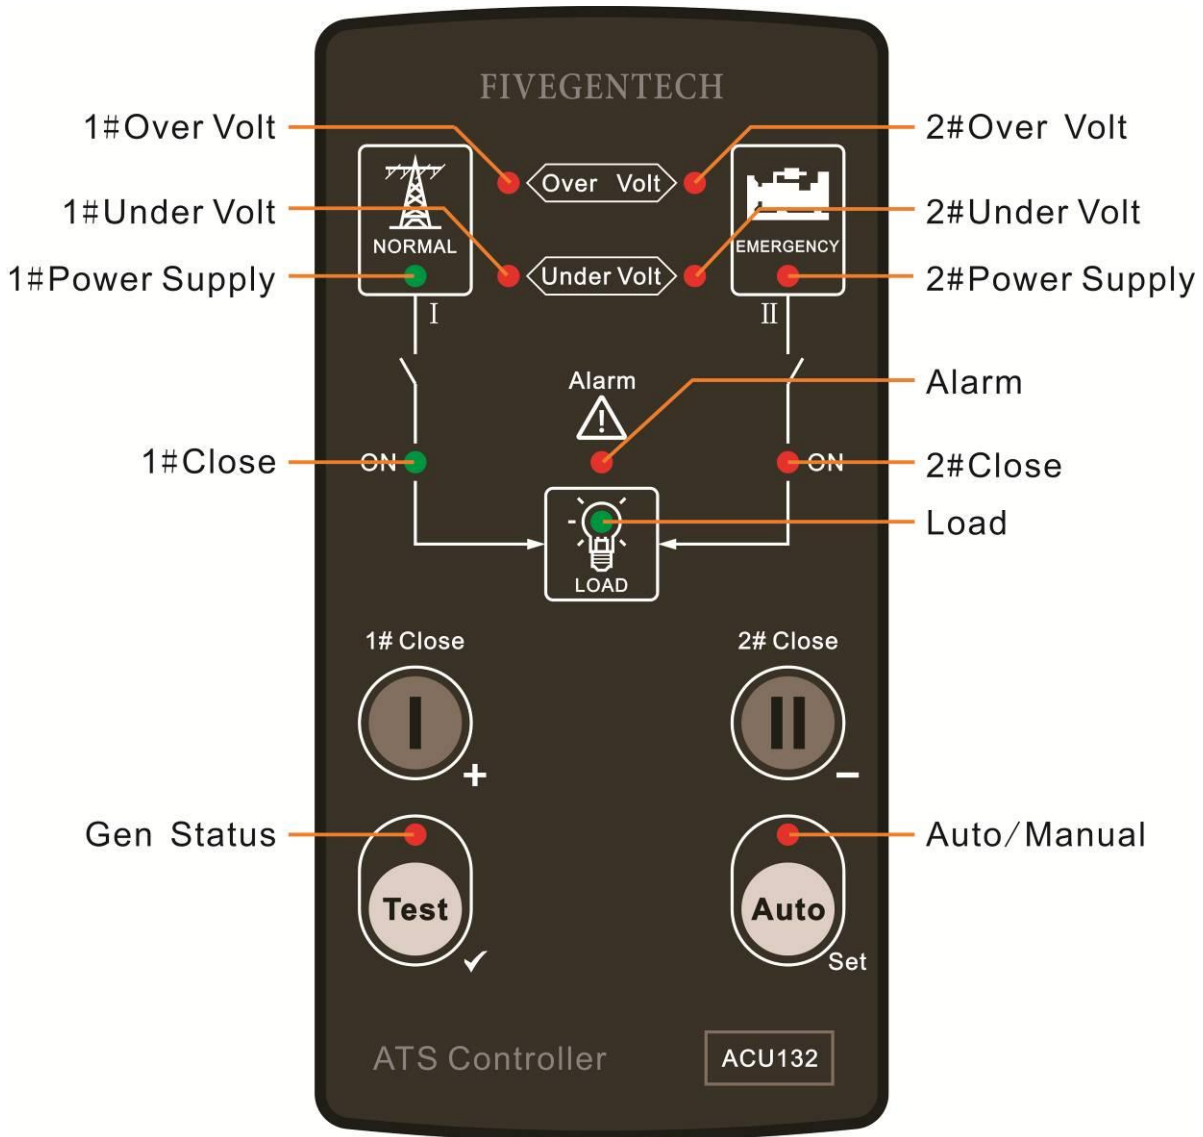 FIVEGENTECH
1#Over Volt
2#Over Volt
Over Volt
1#Under Volt
2#Under Volt
NORMAL
EMERGENCY
1#Power Supply
Under Volt
2#Power Supply
I
II
Alarm
Alarm
1#Close
ON
ON
2#Close
Load
LOAD
1# Close
2# Close
I
II
+
-
Gen Status
Auto/Manual
Test
Auto
✓
Set
ATS Controller
ACU132